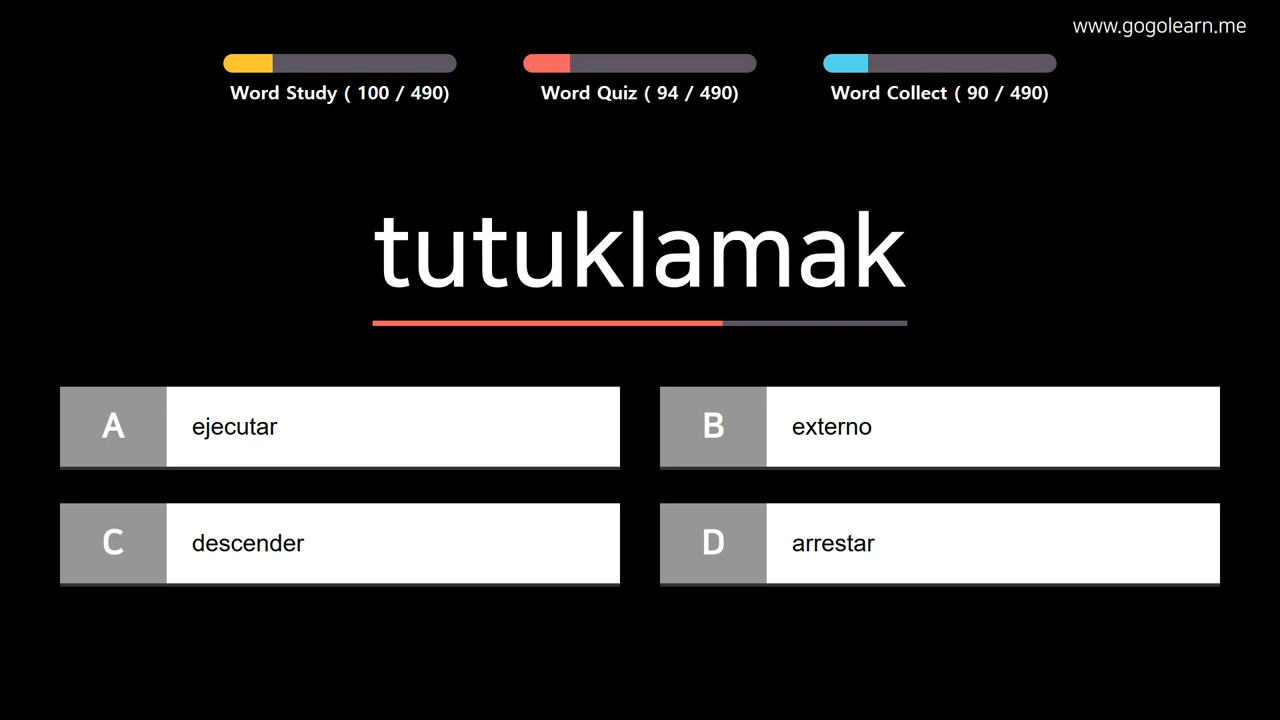 www.gogolearn.me
Word Study ( 100 / 490)
Word Quiz ( 94 / 490)
Word Collect ( 90 / 490)
tutuklamak
A ejecutar
B externo
C descender
D arrestar